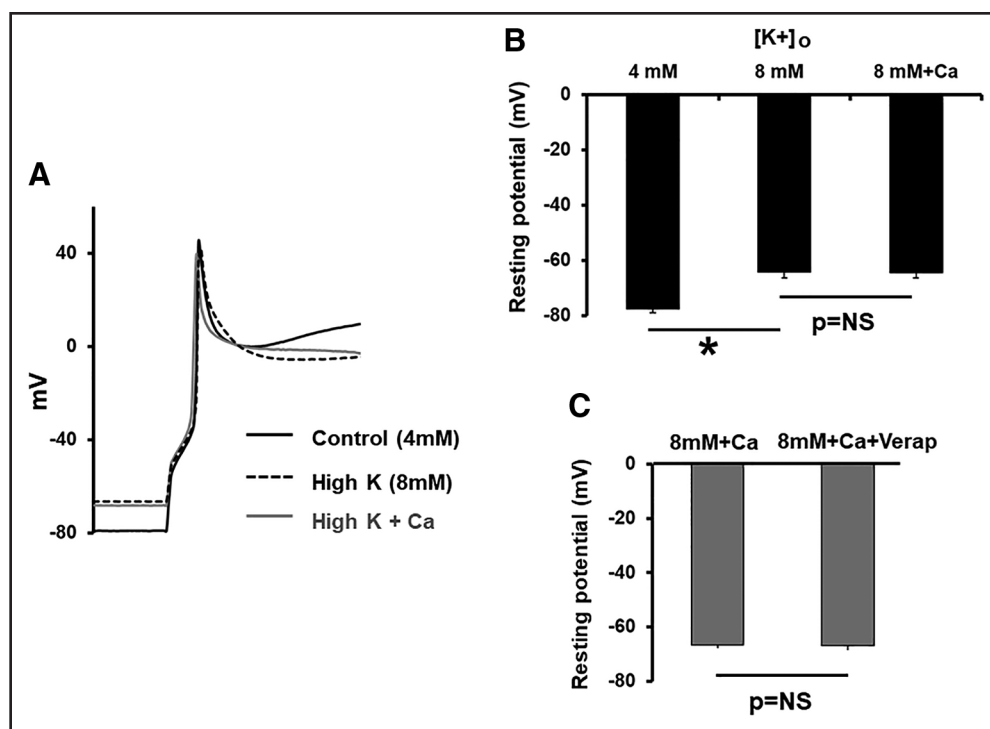 A
40
0
-40
-80
mV
Control (4mM)
High K (8mM)
High K + Ca
B
[K+]o
4 mM 8 mM 8 mM+Ca
0
-20
-40
-60
-80
Resting potential (mV)
*
p=NS
C
8mM+Ca 8mM+Ca+Verap
0
-20
-40
-60
-80
Resting potential (mV)
p=NS